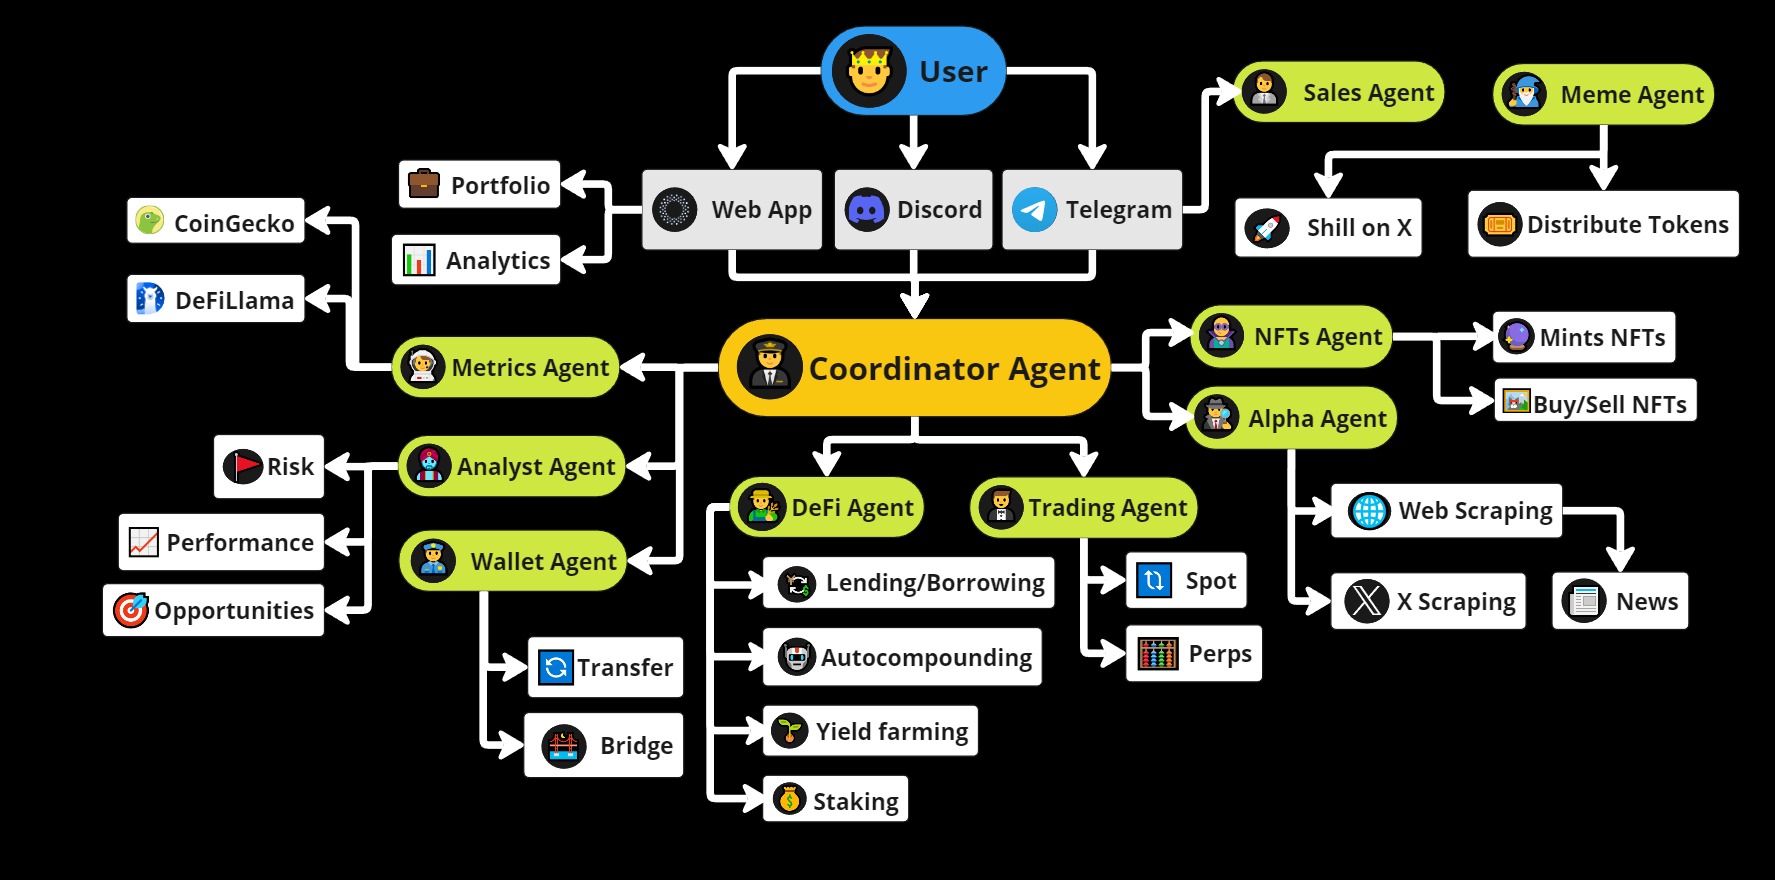 User
Sales Agent
Meme Agent
Portfolio
Web App
Discord
Telegram
CoinGecko
Analytics
Shill on X
Distribute Tokens
DeFiLlama
Metrics Agent
Coordinator Agent
NFTs Agent
Mints NFTs
Alpha Agent
Buy/Sell NFTs
Risk
Analyst Agent
DeFi Agent
Trading Agent
Web Scraping
Performance
Wallet Agent
Lending/Borrowing
Spot
Opportunities
X Scraping
News
Transfer
Autocompounding
Perps
Bridge
Yield farming
Staking